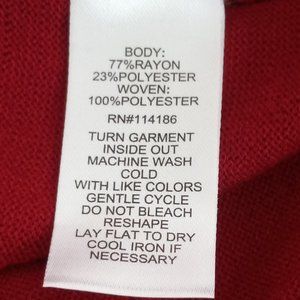 BODY:
77%RAYON
23%POLYESTER
WOVEN:
100%POLYESTER
RN#114186
TURN GARMENT
INSIDE OUT
MACHINE WASH
COLD
WITH LIKE COLORS
GENTLE CYCLE
DO NOT BLEACH
RESHAPE
LAY FLAT TO DRY
COOL IRON IF
NECESSARY